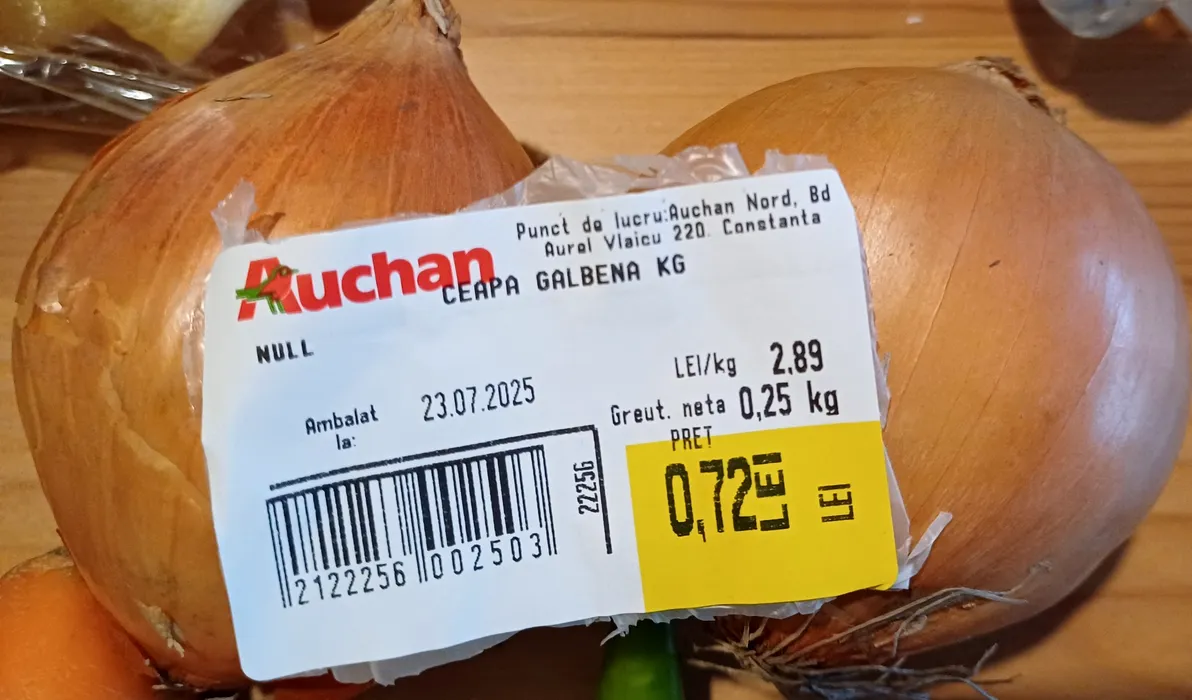 Punct de lucru:Auchan Nord, Bd
Aurel Vlaicu 220. Constanta
Auchan
CEAPA GALBENA KG
NULL
LEI/kg 2,89
Ambalat la: 23.07.2025
Greut. neta 0,25 kg
PRET
0,72 LEI LEI
22256
2122256 002503